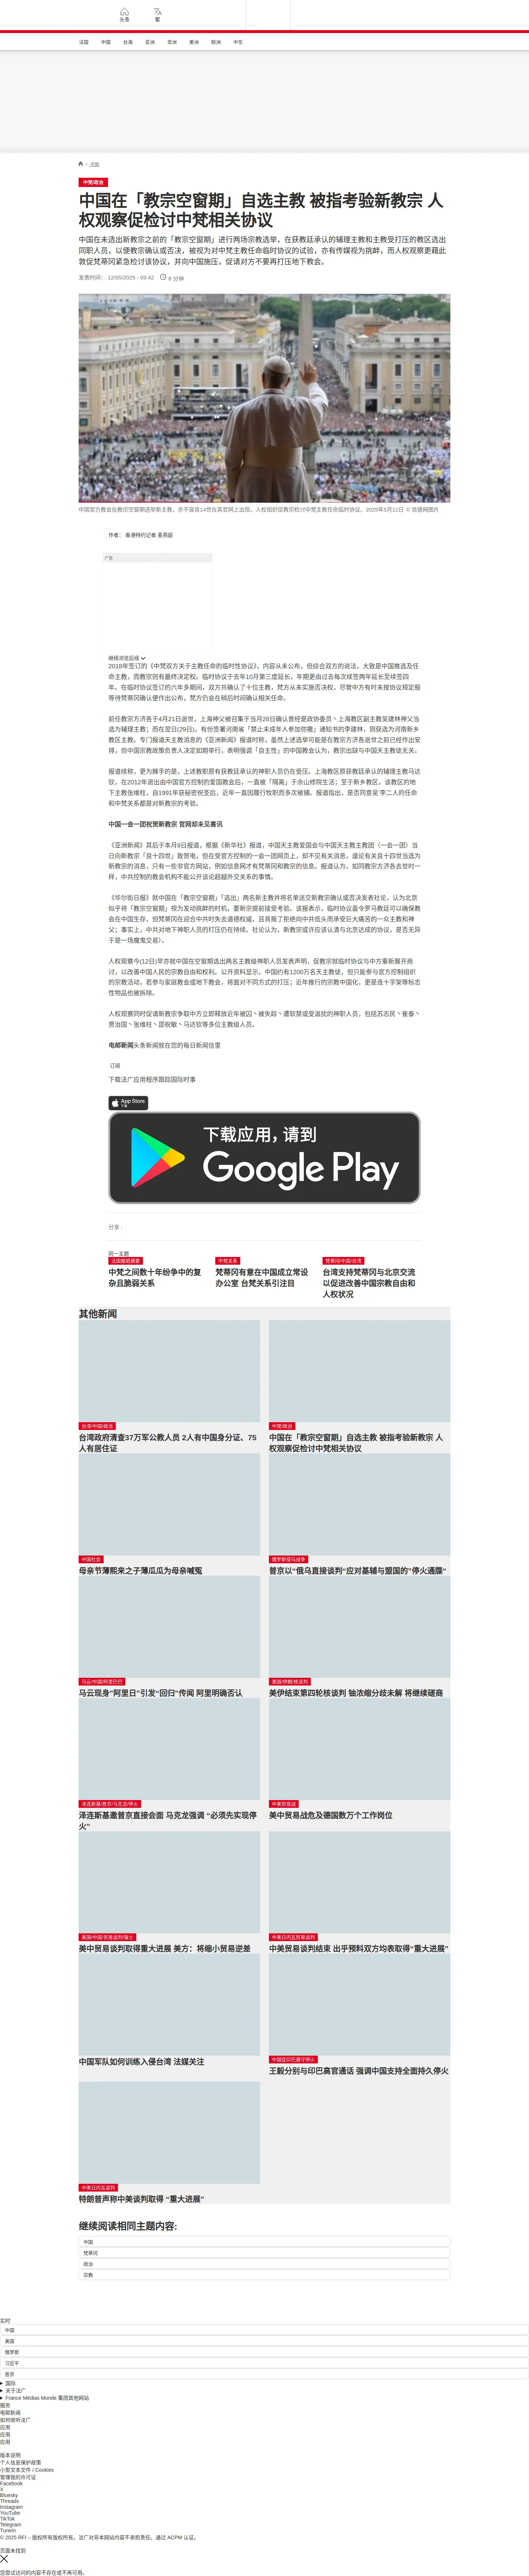 头条
繁
法国
中国
台海
亚洲
非洲
美洲
欧洲
中东
/ 中国
中梵/政治
中国在「教宗空窗期」自选主教 被指考验新教宗 人
权观察促检讨中梵相关协议
中国在未选出新教宗之前的「教宗空窗期」进行两场宗教选举，在获教廷承认的辅理主教和主教受打压的教区选出
同职人员，以便教宗确认或否决，被视为对中梵主教任命临时协议的试验，亦有传媒视为挑衅，而人权观察更藉此
敦促梵蒂冈紧急检讨该协议，并向中国施压，促请对方不要再打压地下教会。
发表时间： 12/05/2025 - 09:42
8 分钟
中国官方教会在教宗空窗期选举新主教，亦不容良14世在其官网上出现，人权组织促教宗检讨中梵主教任命临时协议。2025年5月12日 © 信德网图片
作者： 香港特约记者 麦燕庭
广告
继续浏览后续
2018年签订的《中梵双方关于主教任命的临时性协议》，内容从未公布，但综合双方的说法，大致是中国推选及任
命主教，而教宗则有最终决定权。临时协议于去年10月第三度延长，年期更由过去每次续签两年延长至续签四
年。在临时协议签订的六年多期间，双方共确认了十位主教，梵方从未实施否决权，尽管中方有时未按协议规定极
等待梵蒂冈确认便作出公布，梵方仍会在稍后时间确认相关任命。
前任教宗方济各于4月21日逝世，上海神父被召集于当月28日确认曾经是政协委员丶上海教区副主教吴建林神父当
选为辅理主教；而在翌日(29日)，有份签署河南省「禁止未成年人参加弥撒」通知书的李建林，则获选为河南新乡
教区主教。专门报道天主教消息的《亚洲新闻》报道时称，虽然上述选举可能是在教宗方济各逝世之前已经作出安
排，但中国宗教政策负责人决定如期举行，表明强调「自主性」的中国教会认为，教宗出缺与中国天主教徒无关。
报道续称，更为棘手的是，上述教职原有获教廷承认的神职人员仍在受压。上海教区原获教廷承认的辅理主教马达
钦，在2012年退出由中国官方控制的爱国教会后，一直被「隔离」于佘山修院生活；至于新乡教区，该教区的地
下主教张维柱，自1991年获秘密祝圣后，近年一直因履行牧职而多次被捕。报道指出，是否同意吴丶李二人的任命
和中梵关系都是对新教宗的考验。
中国一会一团祝贺新教宗 官网却未见喜讯
《亚洲新闻》其后于本月9日报道，根据《新华社》报道，中国天主教爱国会与中国天主教主教团（一会一团）当
日向新教宗「良十四世」致贺电，但在受官方控制的一会一团网页上，却不见有关消息，遑论有关良十四世当选为
新教宗的消息，只有一些非官方网站，例如信息网才有梵蒂冈和教宗的信息。报道认为，如同教宗方济各去世时一
样，中共控制的教会机构不能公开谈论超越外交关系的事情。
《华尔街日报》就中国在「教宗空窗期」「选出」两名新主教并将名单送交新教宗确认或否决发表社论，认为北京
似乎将「教宗空窗期」视为发动挑衅的时机，要新宗提前接受考验。该报表示，临时协议虽令罗马教廷可以确保教
会在中国生存，但梵蒂冈在迎合中共时失去道德权威，且背叛了拒绝向中共低头而承受巨大痛苦的一众主教和神
父；事实上，中共对地下神职人员的打压仍在持续。社论认为，新教宗或许应该认清与北京达成的协议，是否无异
于是一场魔鬼交易)。
人权观察今(12日)早亦就中国在空窗期选出两名主教级神职人员发表声明，促教宗就临时协议与中方重新展开商
讨，以改善中国人民的宗教自由和权利。公开资料显示，中国约有1200万名天主教徒，但只能参与官方控制组织
的宗教活动，若参与家庭教会或地下教会，将面对不同方式的打压；近年推行的宗教中国化，更是连十字架等标志
性物品也被拆除。
人权观察同时促请新教宗争取中方立即释放近年被囚丶被失踪丶遭软禁或受滋扰的神职人员，包括苏志民丶崔泰丶
贾治国丶张维柱丶邵祝敏丶马达钦等多位主教级人员。
电邮新闻头条新闻就在您的每日新闻信里
订阅
下载法广应用程序跟踪国际时事
App Store
下载
下载应用，请到
Google Play
分享 :
同一主题
法国报纸摘要
中梵之间数十年纷争中的复
杂且脆弱关系
中梵关系
梵蒂冈有意在中国成立常设
办公室 台梵关系引注目
梵蒂冈/中国/台湾
台湾支持梵蒂冈与北京交流
以促进改善中国宗教自由和
人权状况
其他新闻
台湾/中国/政治
台湾政府清查37万军公教人员 2人有中国身分证、75
人有居住证
中梵/政治
中国在「教宗空窗期」自选主教 被指考验新教宗 人
权观察促检讨中梵相关协议
中国社会
母亲节薄熙来之子薄瓜瓜为母亲喊冤
俄罗斯侵乌战争
普京以“俄乌直接谈判”应对基辅与盟国的”停火通牒”
马云/中国/阿里巴巴
马云现身”阿里日”引发“回归”传闻 阿里明确否认
美国/伊朗/核谈判
美伊结束第四轮核谈判 铀浓缩分歧未解 将继续磋商
泽连斯基/普京/马克龙/停火
泽连斯基邀普京直接会面 马克龙强调 “必须先实现停
火”
中美贸易战
美中贸易战危及德国数万个工作岗位
美国/中国/贸易谈判/瑞士
美中贸易谈判取得重大进展 美方：将缩小贸易逆差
中美日内瓦贸易谈判
中美贸易谈判结束 出乎预料双方均表取得”重大进展”
中国军队如何训练入侵台湾 法媒关注
中国促印巴遵守停火
王毅分别与印巴高官通话 强调中国支持全面持久停火
中美日内瓦谈判
特朗普声称中美谈判取得 “重大进展”
继续阅读相同主题内容:
中国
梵蒂冈
政治
宗教
实时
中国
美国
俄罗斯
习近平
普京
国际
关于法广
France Médias Monde 集团其他网站
服务
电邮新闻
如何收听法广
应用
应用
应用
版本说明
个人信息保护政策
小型文本文件 / Cookies
管理我的许可证
Facebook
X
Bluesky
Threads
Instagram
YouTube
TikTok
Telegram
TuneIn
© 2025 RFI – 版权所有版权所有。法广对非本网站内容不承担责任。通过 ACPM 认证。
页面未找到
您尝试访问的内容不存在或不再可用。